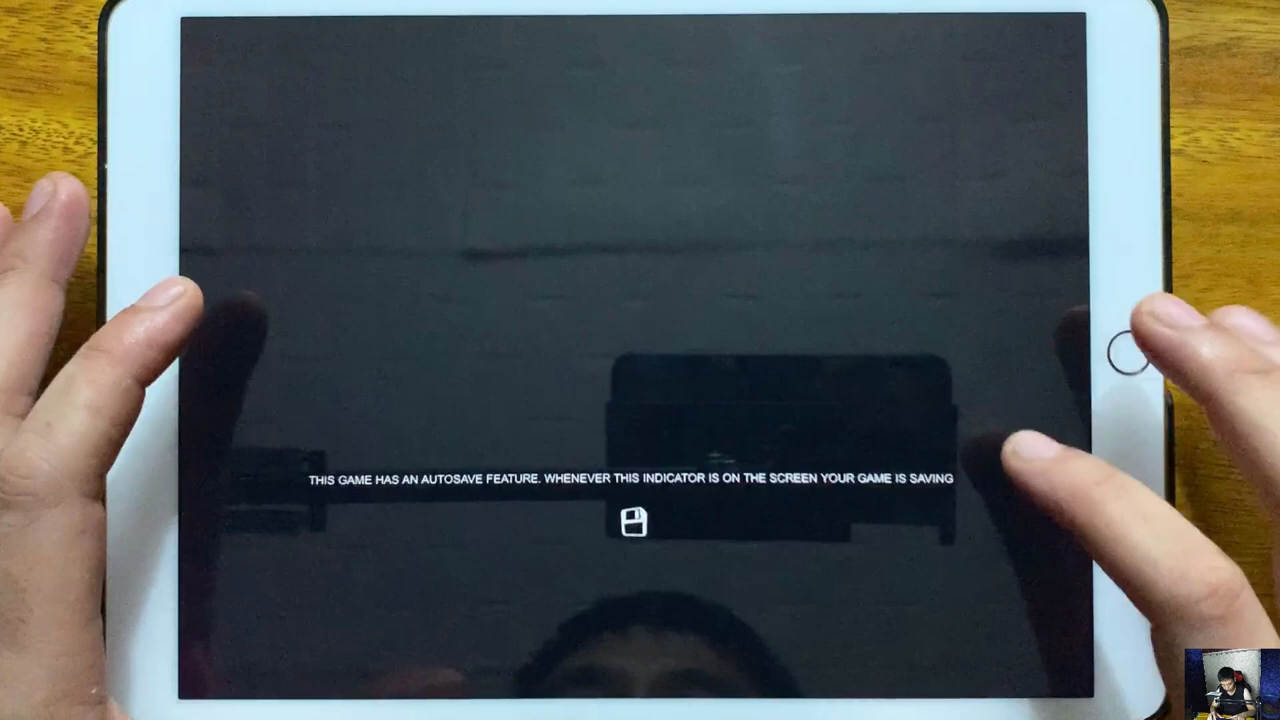 THIS GAME HAS AN AUTOSAVE FEATURE. WHENEVER THIS INDICATOR IS ON THE SCREEN YOUR GAME IS SAVING